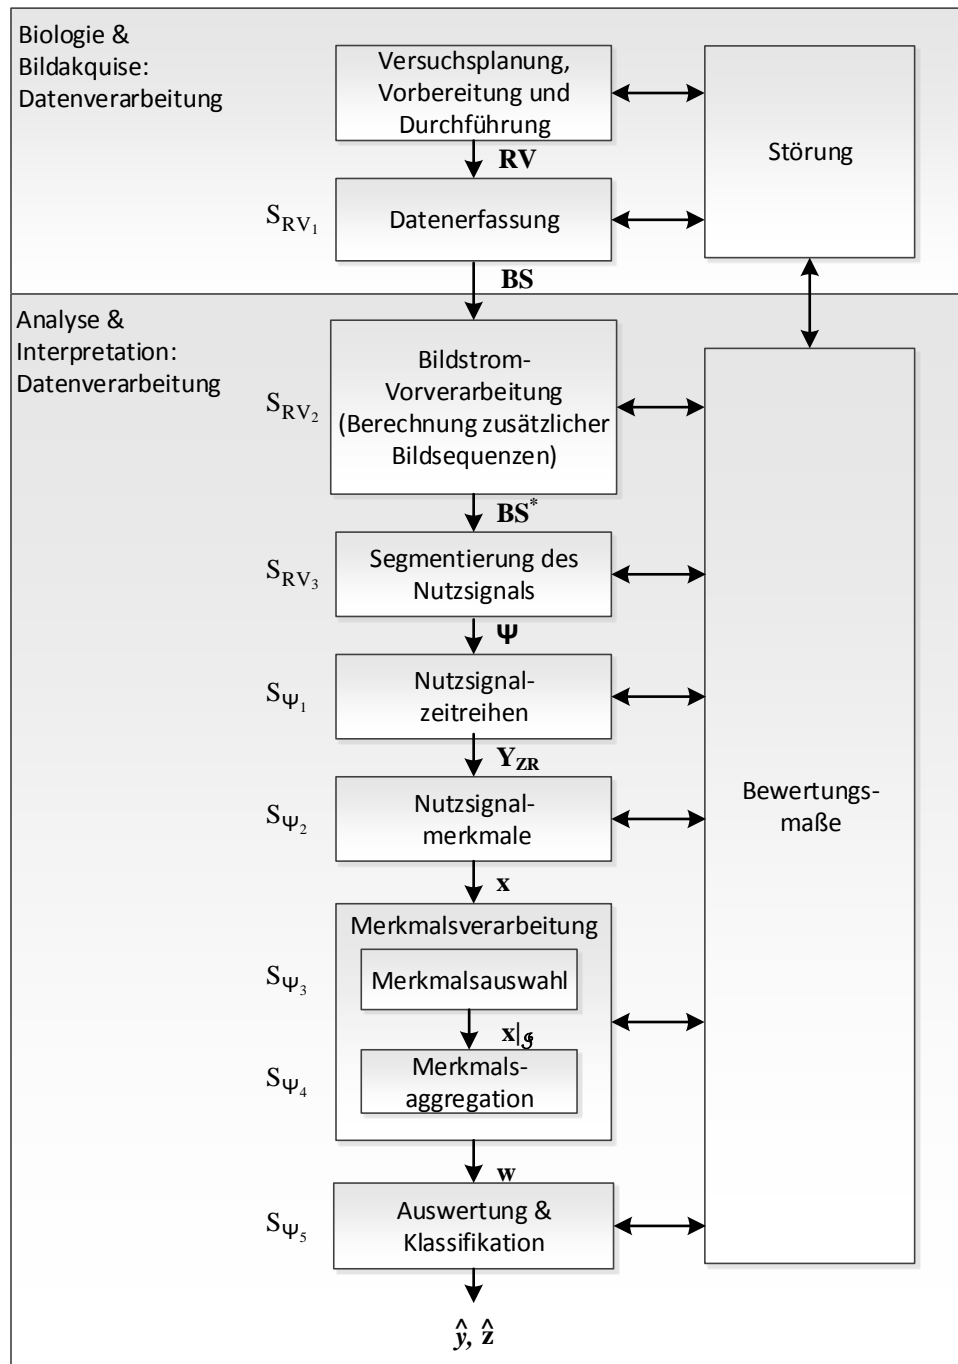 Biologie &
Bildakquise:
Datenverarbeitung
Versuchsplanung,
Vorbereitung und
Durchführung
Störung
RV
S_RV₁
Datenerfassung
BS
Analyse &
Interpretation:
Datenverarbeitung
S_RV₂
Bildstrom-
Vorverarbeitung
(Berechnung zusätzlicher
Bildsequenzen)
BS*
S_RV₃
Segmentierung des
Nutzsignals
Ψ
S_Ψ₁
Nutzsignal-
zeitreihen
Y_ZR
S_Ψ₂
Nutzsignal-
merkmale
Bewertungs-
maße
x
Merkmalsverarbeitung
S_Ψ₃
Merkmalsauswahl
x|
S_Ψ₄
Merkmals-
aggregation
w
S_Ψ₅
Auswertung &
Klassifikation
ŷ, ẑ